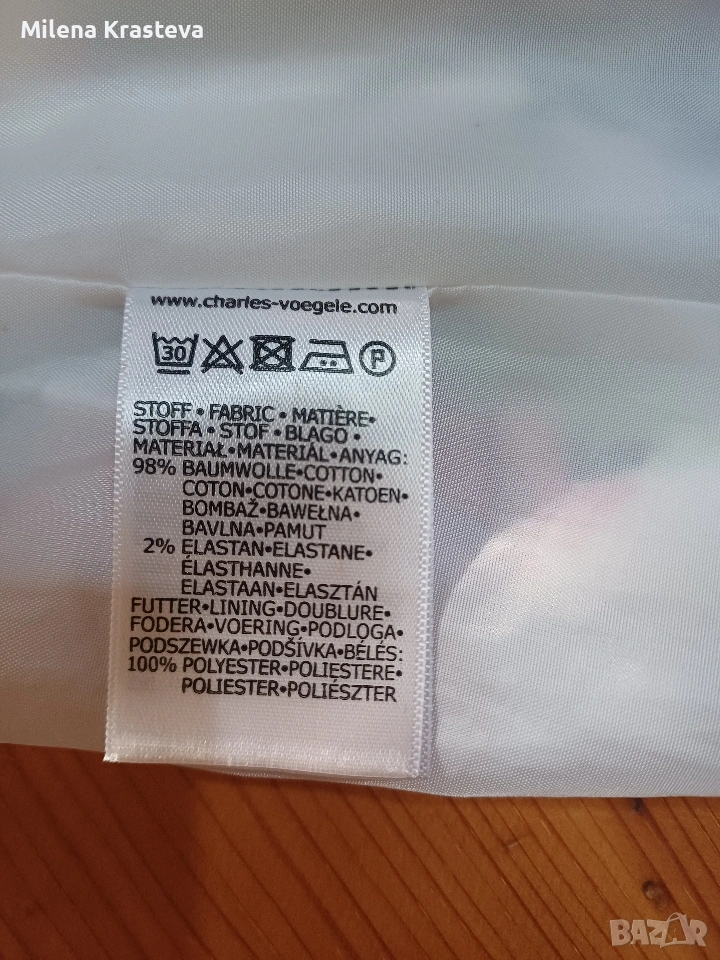 Milena Krasteva
www.charles-voegele.com
30 P
STOFF • FABRIC • MATIÈRE•
STOFFA • STOF • BLAGO •
MATERIAŁ•MATERIÁL•ANYAG:
98% BAUMWOLLE•COTTON•
COTON•COTONE•KATOEN•
BOMBAŽ•BAWEŁNA•
BAVLNA•PAMUT
2% ELASTAN•ELASTANE•
ÉLASTHANNE•
ELASTAAN•ELASZTÁN
FUTTER•LINING•DOUBLURE•
FODERA•VOERING•PODLOGA•
PODSZEWKA•PODŠÍVKA•BÉLÉS:
100% POLYESTER•POLIESTERE•
POLIESTER•POLIÉSZTER
BAZAR